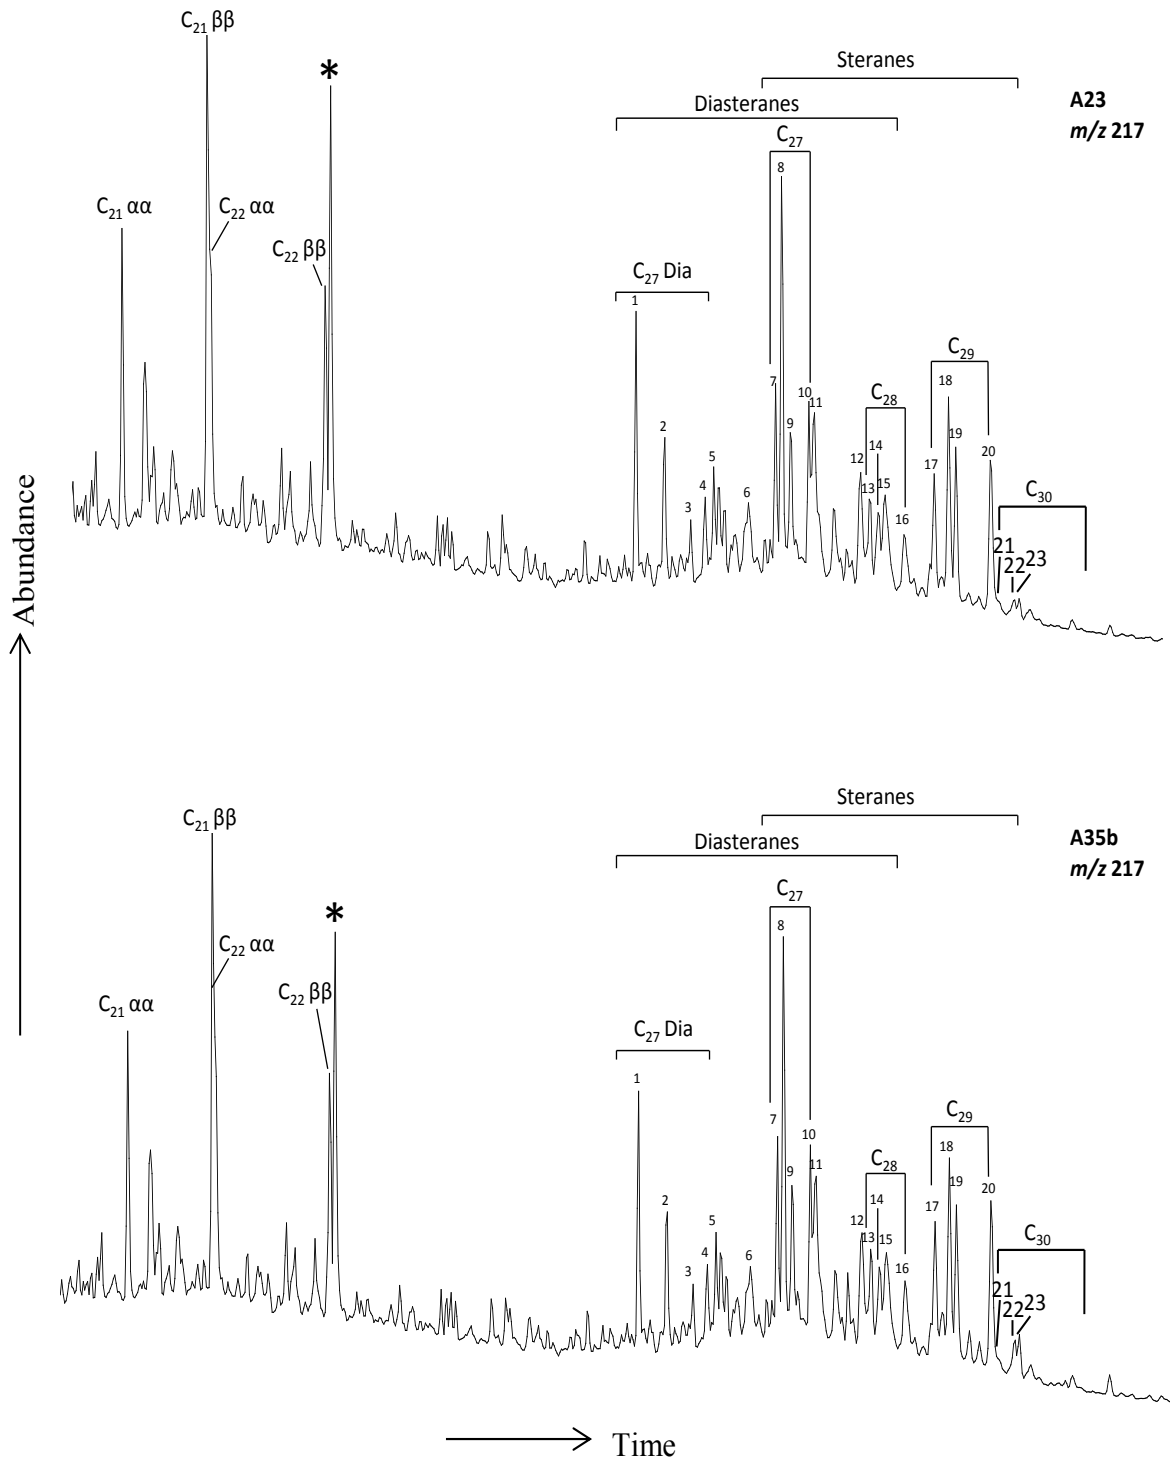 C21 ββ
*
Steranes
A23
m/z 217
Diasteranes
C27
8
C21 αα
C22 αα
C22 ββ
C27 Dia
1
C29
7
18
10
11
C28
9
2
14
19
12
20
5
17
13
15
4
6
C30
3
16
21
22
23
Abundance
Steranes
C21 ββ
A35b
m/z 217
Diasteranes
C27
*
8
C22 αα
C22 ββ
C21 αα
C27 Dia
1
C29
7
10
18
C28
11
9
19
20
2
14
17
5
12
13
15
C30
4
6
16
3
21
22
23
Time